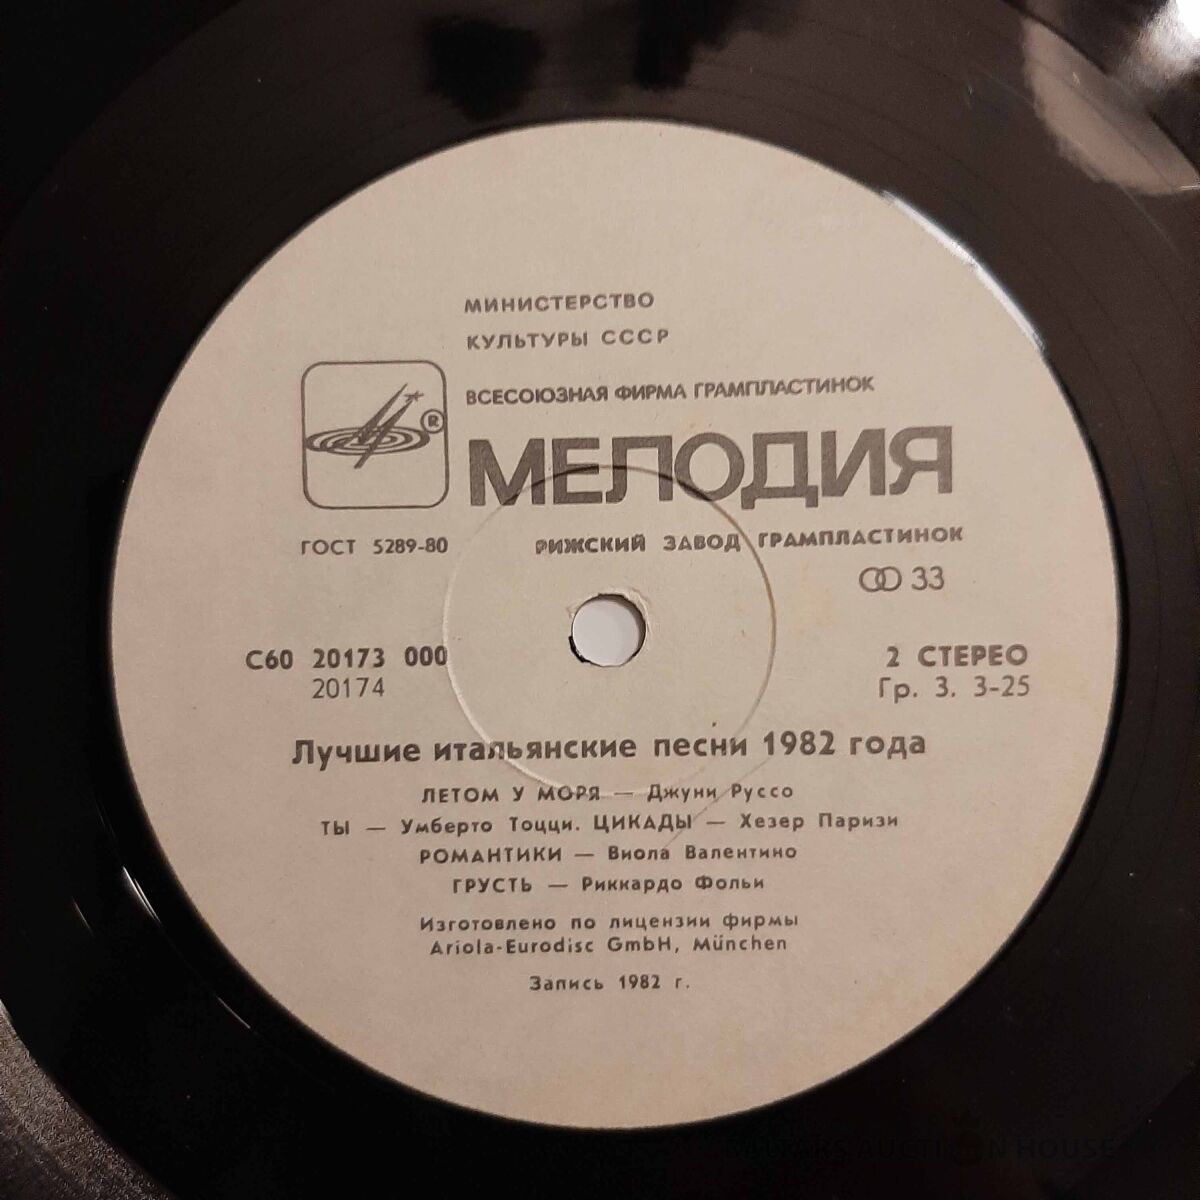 МИНИСТЕРСТВО
КУЛЬТУРЫ СССР
ВСЕСОЮЗНАЯ ФИРМА ГРАМПЛАСТИНОК
®
МЕЛОДИЯ
ГОСТ 5289-80 РИЖСКИЙ ЗАВОД ГРАМПЛАСТИНОК
33
С60 20173 000 2 СТЕРЕО
20174 Гр. 3. 3-25
Лучшие итальянские песни 1982 года
ЛЕТОМ У МОРЯ — Джуни Руссо
ТЫ — Умберто Тоцци. ЦИКАДЫ — Хезер Паризи
РОМАНТИКИ — Виола Валентино
ГРУСТЬ — Риккардо Фольи
Изготовлено по лицензии фирмы
Ariola-Eurodisc GmbH, München
Запись 1982 г.
AUCTION HOUSE